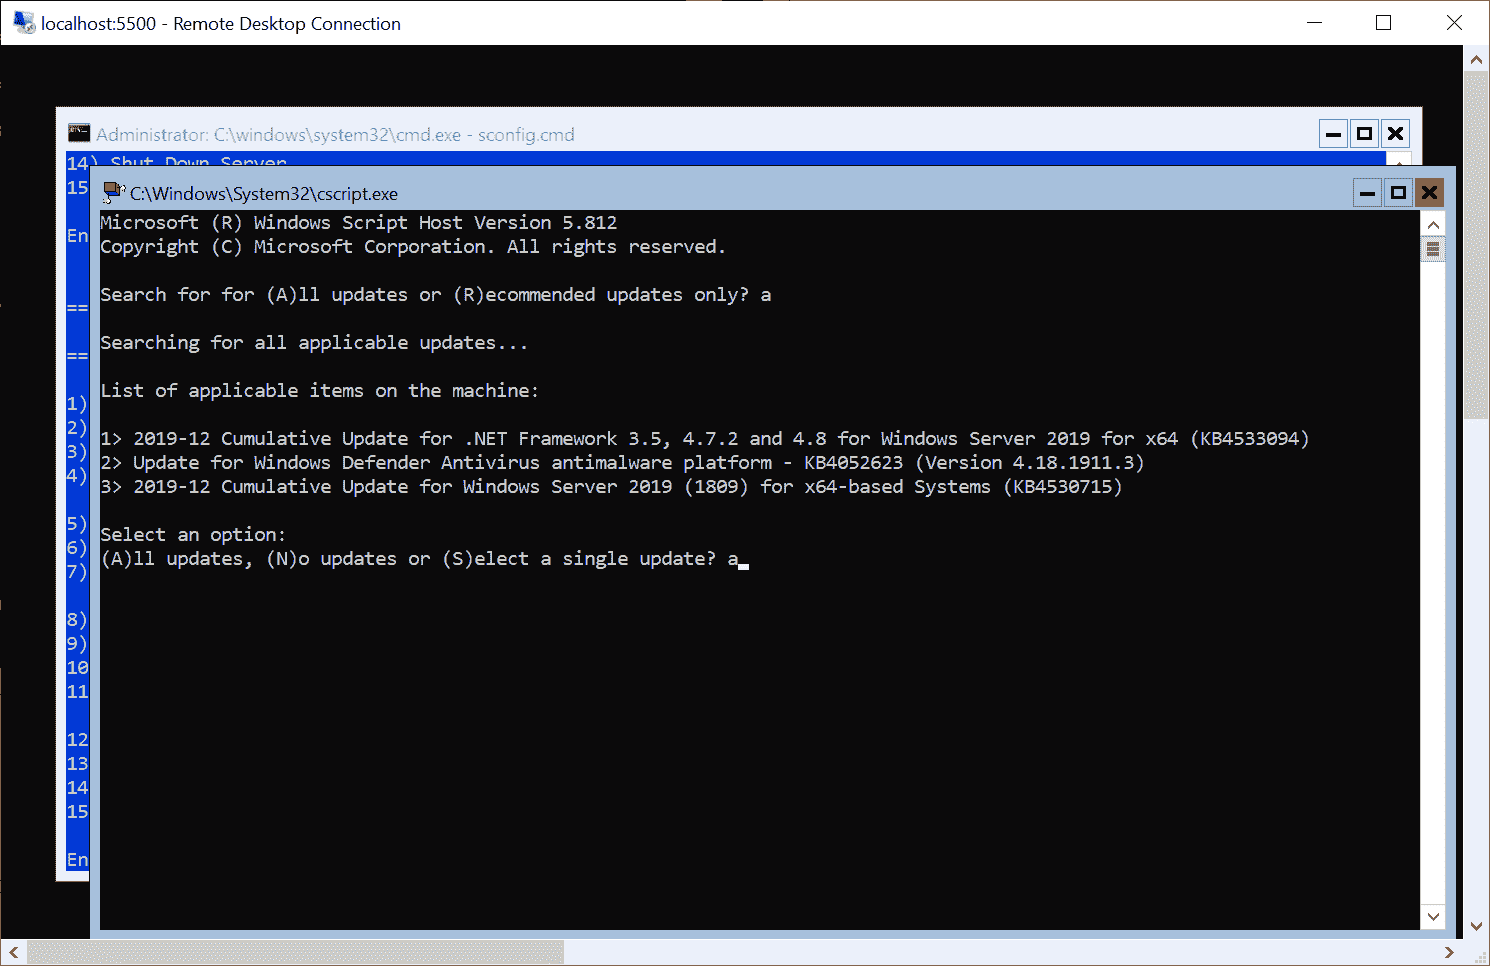 localhost:5500 - Remote Desktop Connection
Administrator: C:\windows\system32\cmd.exe - sconfig.cmd
14) Shut Down Server
15
En
==
==
1)
2)
3)
4)
5)
6)
7)
8)
9)
10
11
12
13
14
15
En
C:\Windows\System32\cscript.exe
Microsoft (R) Windows Script Host Version 5.812
Copyright (C) Microsoft Corporation. All rights reserved.
Search for for (A)ll updates or (R)ecommended updates only? a
Searching for all applicable updates...
List of applicable items on the machine:
1> 2019-12 Cumulative Update for .NET Framework 3.5, 4.7.2 and 4.8 for Windows Server 2019 for x64 (KB4533094)
2> Update for Windows Defender Antivirus antimalware platform - KB4052623 (Version 4.18.1911.3)
3> 2019-12 Cumulative Update for Windows Server 2019 (1809) for x64-based Systems (KB4530715)
Select an option:
(A)ll updates, (N)o updates or (S)elect a single update? a